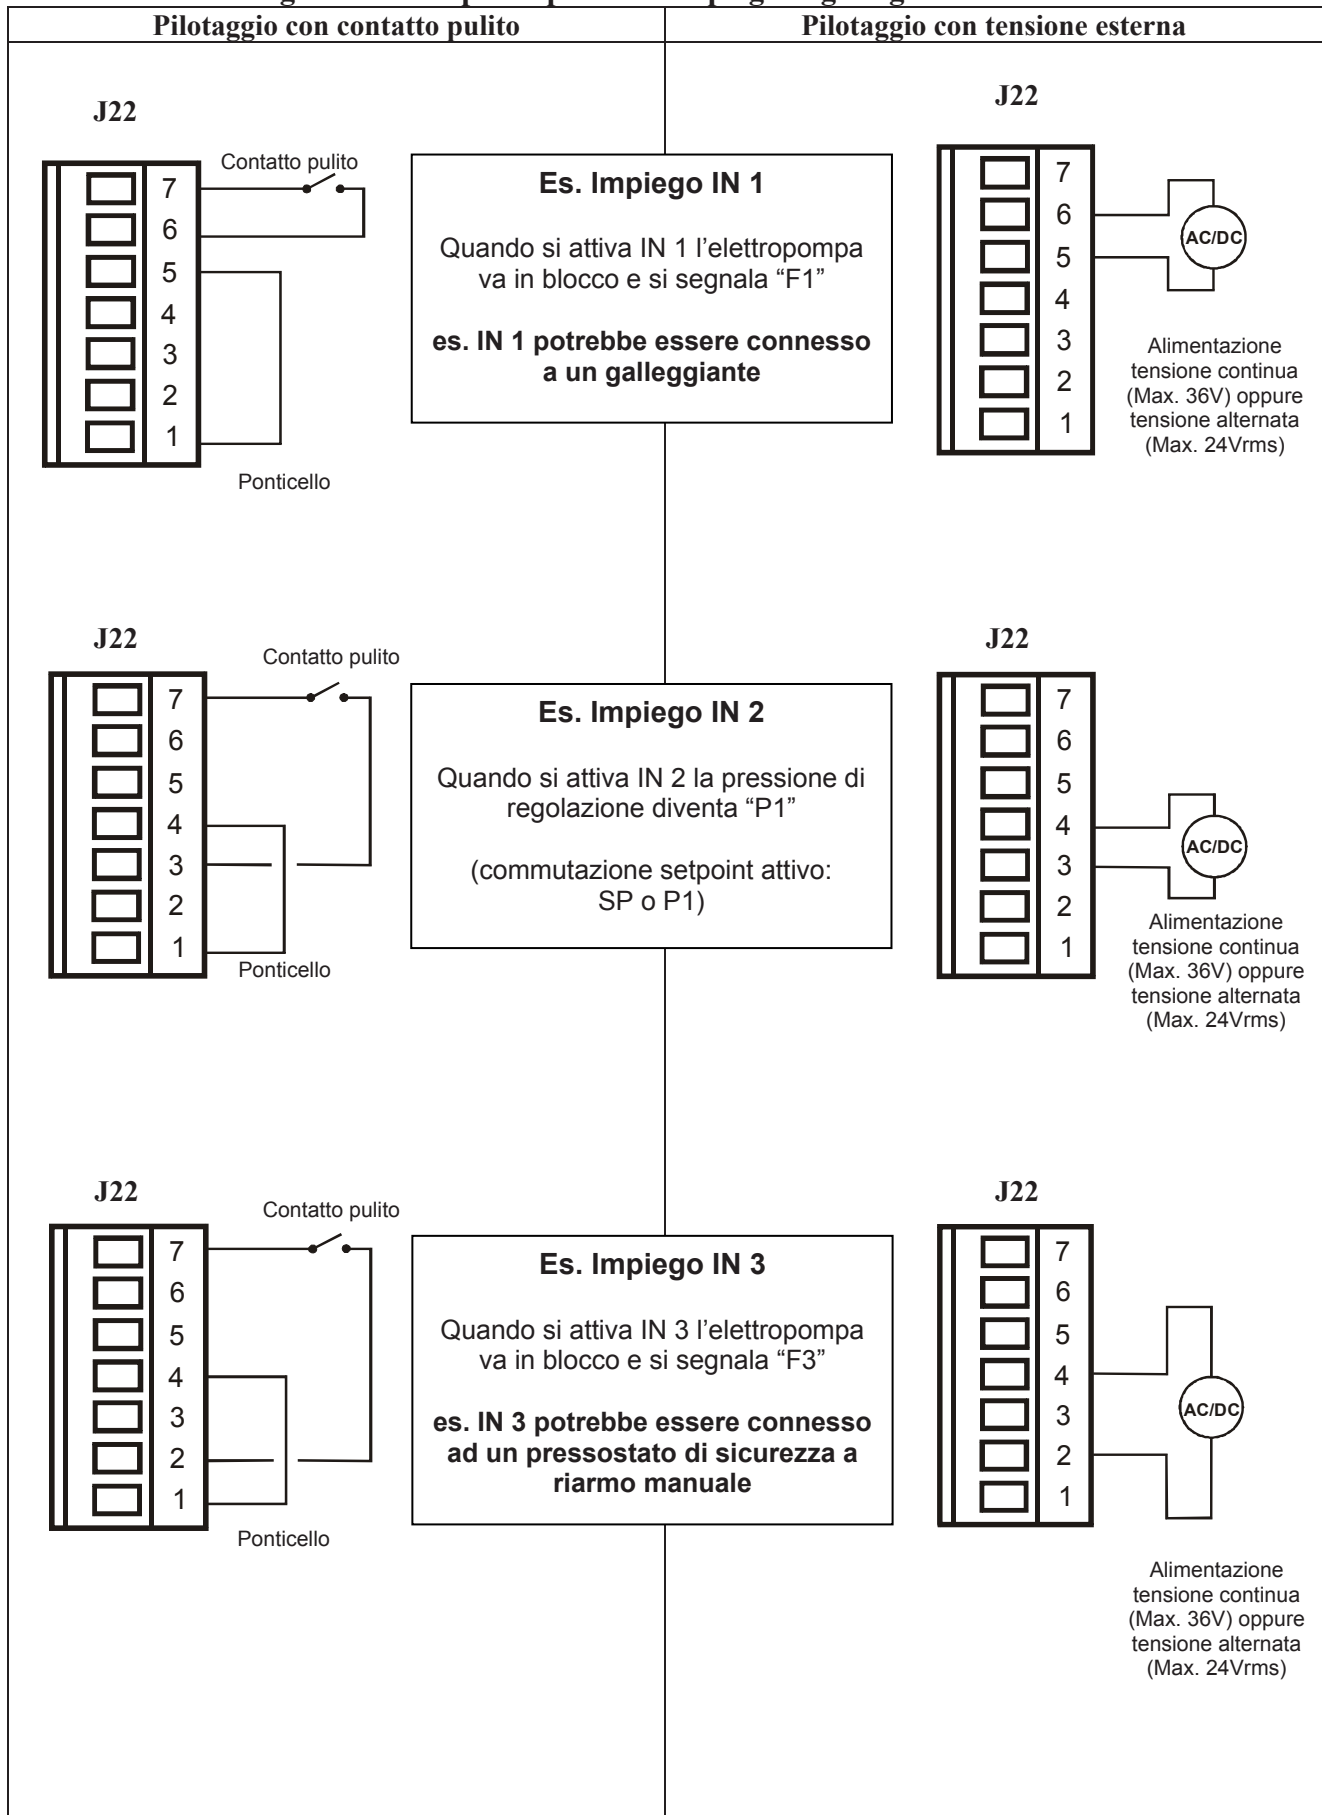 Pilotaggio con contatto pulito
Pilotaggio con tensione esterna
J22
7
6
5
4
3
2
1
Contatto pulito
Ponticello
Es. Impiego IN 1
Quando si attiva IN 1 l’elettropompa
va in blocco e si segnala “F1”
es. IN 1 potrebbe essere connesso
a un galleggiante
J22
7
6
5
4
3
2
1
AC/DC
Alimentazione
tensione continua
(Max. 36V) oppure
tensione alternata
(Max. 24Vrms)
J22
7
6
5
4
3
2
1
Contatto pulito
Ponticello
Es. Impiego IN 2
Quando si attiva IN 2 la pressione di
regolazione diventa “P1”
(commutazione setpoint attivo:
SP o P1)
J22
7
6
5
4
3
2
1
AC/DC
Alimentazione
tensione continua
(Max. 36V) oppure
tensione alternata
(Max. 24Vrms)
J22
7
6
5
4
3
2
1
Contatto pulito
Ponticello
Es. Impiego IN 3
Quando si attiva IN 3 l’elettropompa
va in blocco e si segnala “F3”
es. IN 3 potrebbe essere connesso
ad un pressostato di sicurezza a
riarmo manuale
J22
7
6
5
4
3
2
1
AC/DC
Alimentazione
tensione continua
(Max. 36V) oppure
tensione alternata
(Max. 24Vrms)